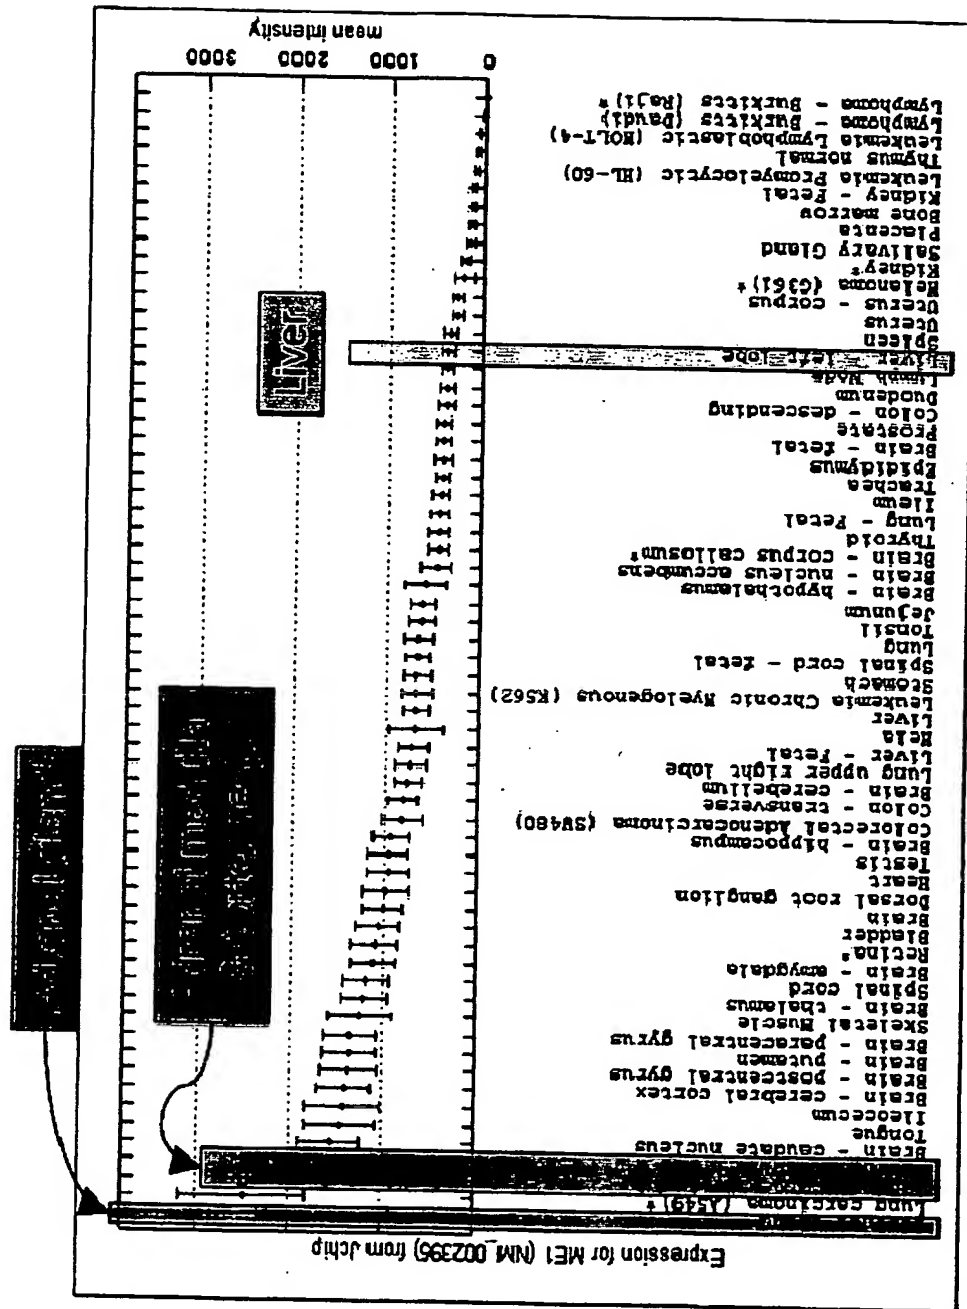 Expression for ME1 (NM_002395) from Jchip
Lung carcinoma (A549) *
Brain - caudate nucleus
Tongue
Ileocecum
Brain - cerebral cortex
Brain - postcentral gyrus
Brain - putamen
Brain - paracentral gyrus
Skeletal Muscle
Brain - thalamus
Spinal cord
Brain - amygdala
Retina*
Bladder
Brain
Dorsal root ganglion
Heart
Testis
Brain - hippocampus
Colorectal Adenocarcinoma (SW480)
Colon - transverse
Brain - cerebellum
Lung upper right lobe
Liver - Fetal
Hela
Liver
Leukemia Chronic Myelogenous (K562)
Stomach
Spinal cord - fetal
Lung
Tonsil
Jejunum
Brain - hypothalamus
Brain - nucleus accumbens
Brain - corpus callosum*
Thyroid
Lung - Fetal
Ileum
Trachea
Epididymus
Brain - fetal
Prostate
Colon - descending
Duodenum
Lymph Node
Liver - left lobe
Spleen
Uterus
Uterus - corpus
Melanoma (G361) *
Kidney*
Salivary Gland
Placenta
Bone marrow
Kidney - Fetal
Leukemia Promyelocytic (HL-60)
Thymus normal
Leukemia Lymphoblastic (MOLT-4)
Lymphoma - Burkitts (Daudi)
Lymphoma - Burkitts (Raji) *
Liver
0 1000 2000 3000
mean intensity